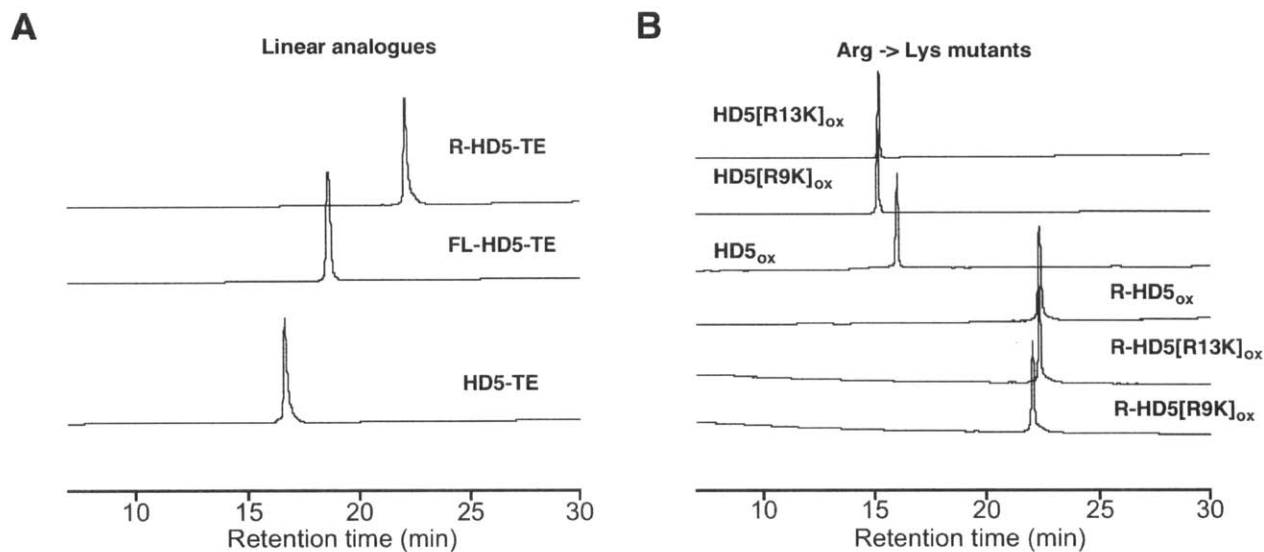 A
Linear analogues
R-HD5-TE
FL-HD5-TE
HD5-TE
10 15 20 25 30
Retention time (min)
B
Arg -> Lys mutants
HD5[R13K]ox
HD5[R9K]ox
HD5ox
R-HD5ox
R-HD5[R13K]ox
R-HD5[R9K]ox
10 15 20 25 30
Retention time (min)